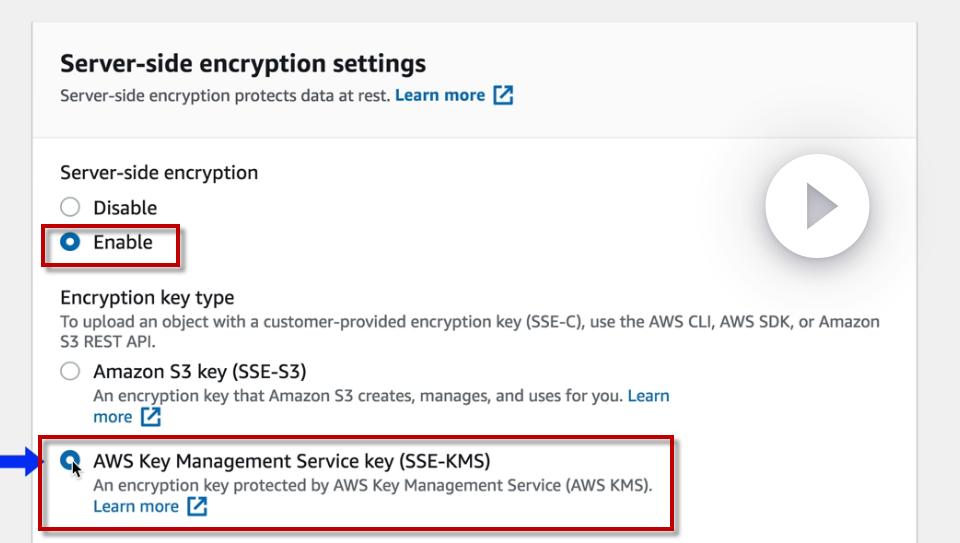 Server-side encryption settings
Server-side encryption protects data at rest. Learn more
Server-side encryption
Disable
Enable
Encryption key type
To upload an object with a customer-provided encryption key (SSE-C), use the AWS CLI, AWS SDK, or Amazon
S3 REST API.
Amazon S3 key (SSE-S3)
An encryption key that Amazon S3 creates, manages, and uses for you. Learn
more
AWS Key Management Service key (SSE-KMS)
An encryption key protected by AWS Key Management Service (AWS KMS).
Learn more